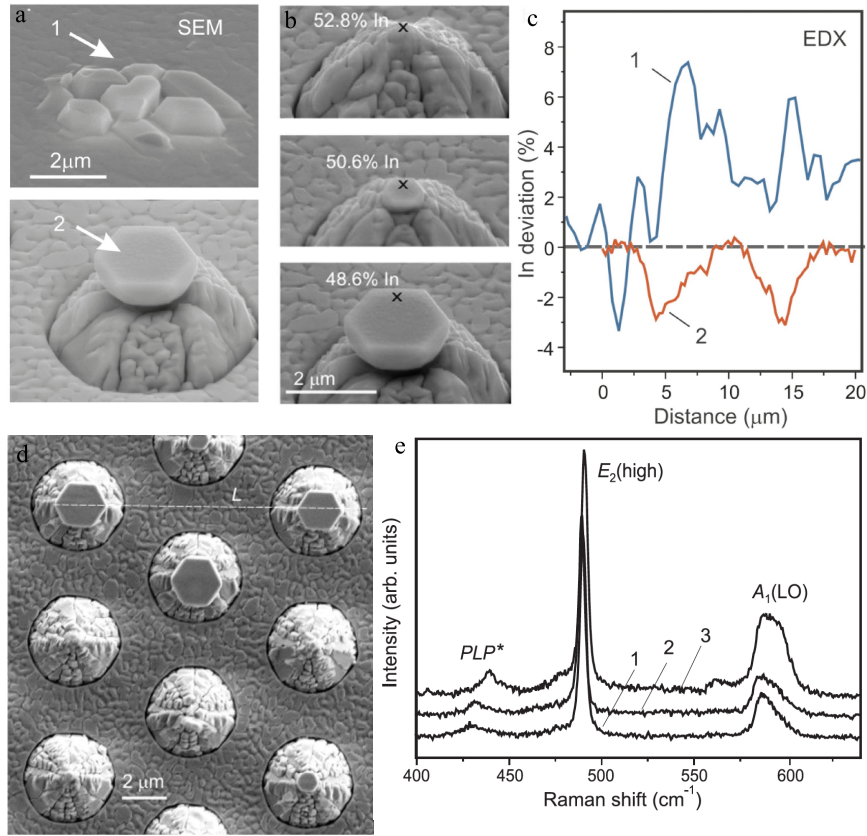 a
1
SEM
2μm
2
b
52.8% In
×
50.6% In
×
48.6% In
×
2 μm
c
EDX
1
2
In deviation (%)
8
6
4
2
0
-2
-4
0 5 10 15 20
Distance (μm)
d
L
2 μm
e
E2(high)
A1(LO)
PLP*
1 2 3
Intensity (arb. units)
400 450 500 550 600
Raman shift (cm-1)